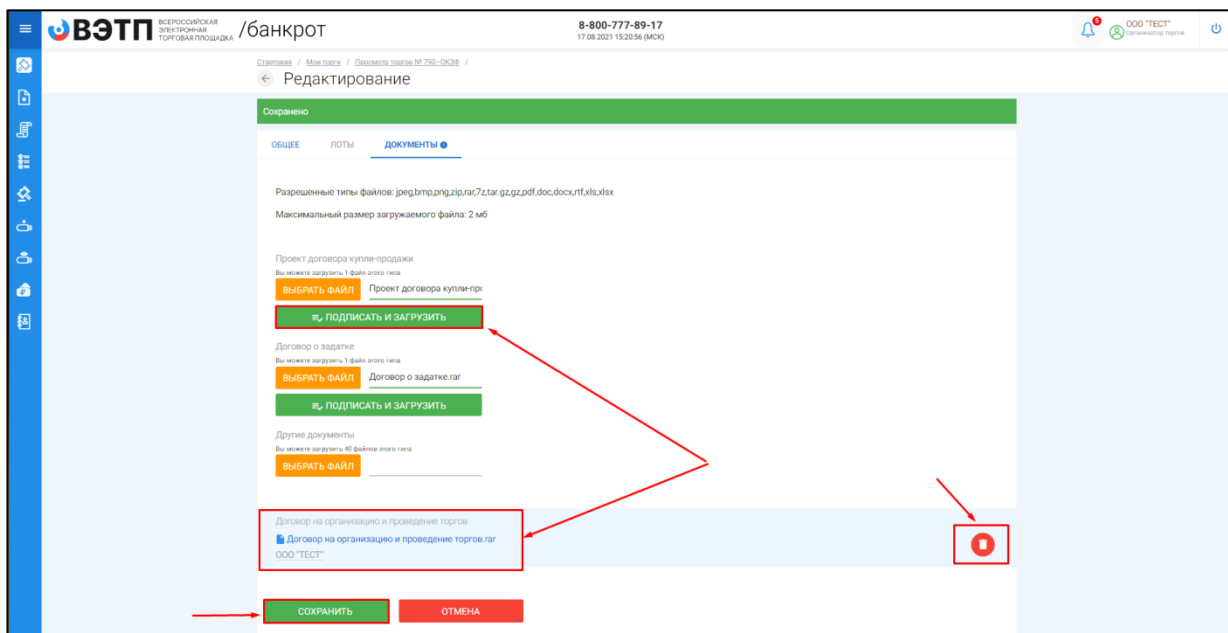 ВЭТП ВСЕРОССИЙСКАЯ ЭЛЕКТРОННАЯ ТОРГОВАЯ ПЛОЩАДКА /банкрот
8-800-777-89-17
17.08.2021 15:20:56 (МСК)
5
ООО "ТЕСТ"
Организатор торгов
Стартовая / Мои торги / Просмотр торгов № 790-ОКЗФ /
Редактирование
Сохранено
ОБЩЕЕ ЛОТЫ ДОКУМЕНТЫ
Разрешенные типы файлов: jpeg,bmp,png,zip,rar,7z,tar.gz,gz,pdf,doc,docx,rtf,xls,xlsx
Максимальный размер загружаемого файла: 2 мб
Проект договора купли-продажи
Вы можете загрузить 1 файл этого типа
ВЫБРАТЬ ФАЙЛ Проект договора купли-про
ПОДПИСАТЬ И ЗАГРУЗИТЬ
Договор о задатке
Вы можете загрузить 1 файл этого типа
ВЫБРАТЬ ФАЙЛ Договор о задатке.rar
ПОДПИСАТЬ И ЗАГРУЗИТЬ
Другие документы
Вы можете загрузить 40 файлов этого типа
ВЫБРАТЬ ФАЙЛ
Договор на организацию и проведение торгов
Договор на организацию и проведение торгов.rar
ООО "ТЕСТ"
СОХРАНИТЬ ОТМЕНА